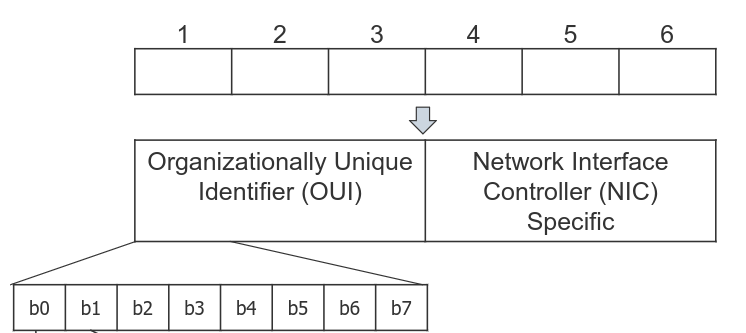 1 2 3 4 5 6
Organizationally Unique Identifier (OUI)
Network Interface Controller (NIC) Specific
b0 b1 b2 b3 b4 b5 b6 b7